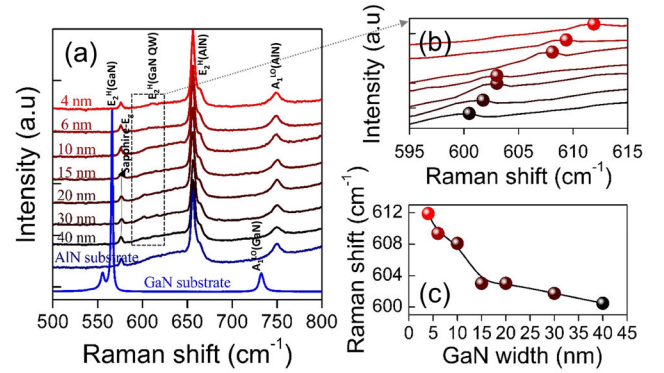 (a)
E₂ᴴ(GaN)
Sapphire-E_g
E₂ᴴ(GaN QW)
E₂ᴴ(AlN)
A₁ᴸᴼ(AlN)
A₁ᴸᴼ(GaN)
4 nm
6 nm
10 nm
15 nm
20 nm
30 nm
40 nm
AlN substrate
GaN substrate
Intensity (a.u)
500 550 600 650 700 750 800
Raman shift (cm⁻¹)
(b)
Intensity (a.u)
595 600 605 610 615
Raman shift (cm⁻¹)
(c)
Raman shift (cm⁻¹)
612
608
604
600
0 5 10 15 20 25 30 35 40 45
GaN width (nm)